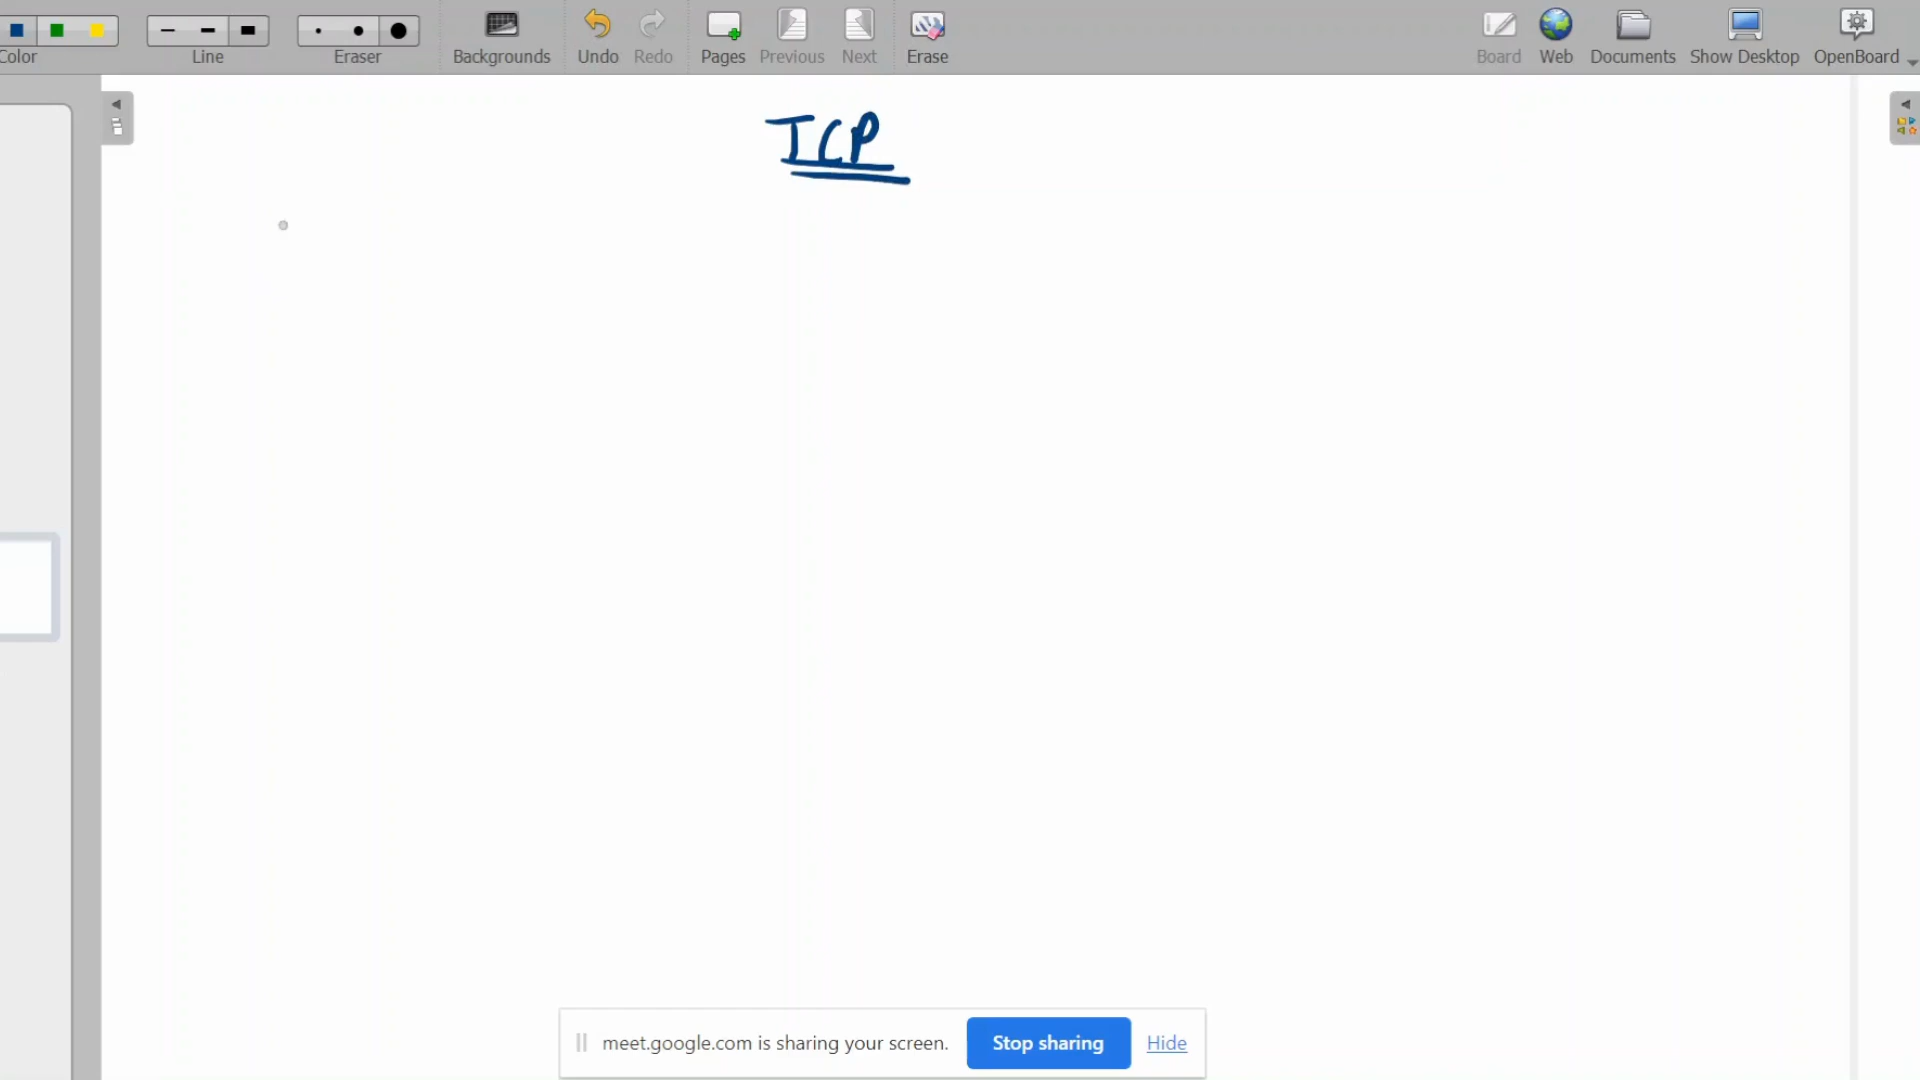 Color Line Eraser Backgrounds Undo Redo Pages Previous Next Erase Board Web Documents Show Desktop OpenBoard
TCP
meet.google.com is sharing your screen. Stop sharing Hide